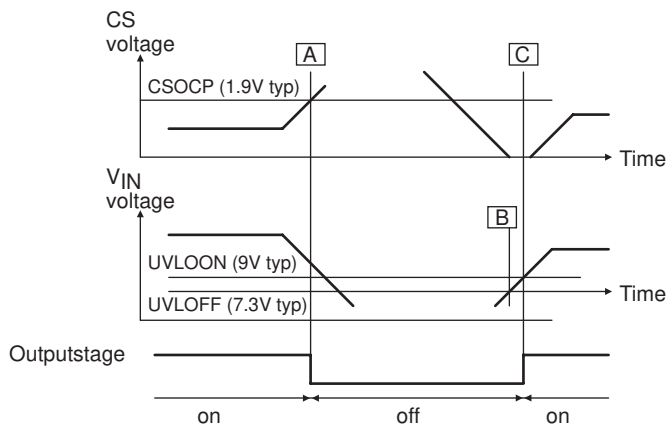 CS
voltage
A
C
CSOCP (1.9V typ)
Time
VIN
voltage
B
UVLOON (9V typ)
Time
UVLOFF (7.3V typ)
Outputstage
on
off
on